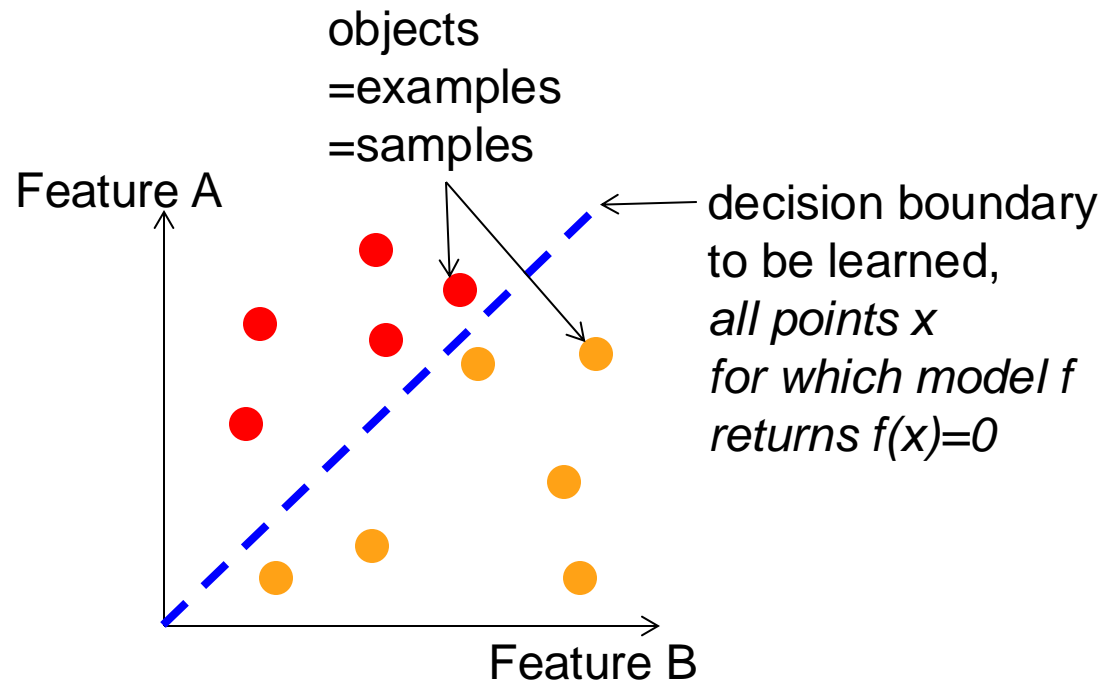 objects
=examples
=samples
Feature A
decision boundary
to be learned,
all points x
for which model f
returns f(x)=0
Feature B